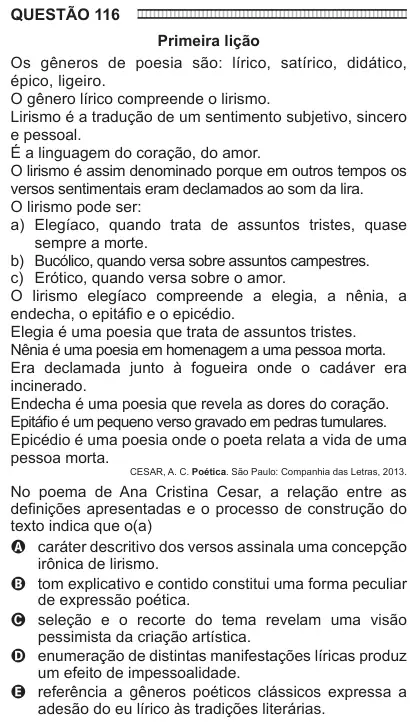 QUESTÃO 116
Primeira lição
Os gêneros de poesia são: lírico, satírico, didático,
épico, ligeiro.
O gênero lírico compreende o lirismo.
Lirismo é a tradução de um sentimento subjetivo, sincero
e pessoal.
É a linguagem do coração, do amor.
O lirismo é assim denominado porque em outros tempos os
versos sentimentais eram declamados ao som da lira.
O lirismo pode ser:
a) Elegíaco, quando trata de assuntos tristes, quase
sempre a morte.
b) Bucólico, quando versa sobre assuntos campestres.
c) Erótico, quando versa sobre o amor.
O lirismo elegíaco compreende a elegia, a nênia, a
endecha, o epitáfio e o epicédio.
Elegia é uma poesia que trata de assuntos tristes.
Nênia é uma poesia em homenagem a uma pessoa morta.
Era declamada junto à fogueira onde o cadáver era
incinerado.
Endecha é uma poesia que revela as dores do coração.
Epitáfio é um pequeno verso gravado em pedras tumulares.
Epicédio é uma poesia onde o poeta relata a vida de uma
pessoa morta.
CESAR, A. C. Poética. São Paulo: Companhia das Letras, 2013.
No poema de Ana Cristina Cesar, a relação entre as
definições apresentadas e o processo de construção do
texto indica que o(a)
A caráter descritivo dos versos assinala uma concepção
irônica de lirismo.
B tom explicativo e contido constitui uma forma peculiar
de expressão poética.
C seleção e o recorte do tema revelam uma visão
pessimista da criação artística.
D enumeração de distintas manifestações líricas produz
um efeito de impessoalidade.
E referência a gêneros poéticos clássicos expressa a
adesão do eu lírico às tradições literárias.